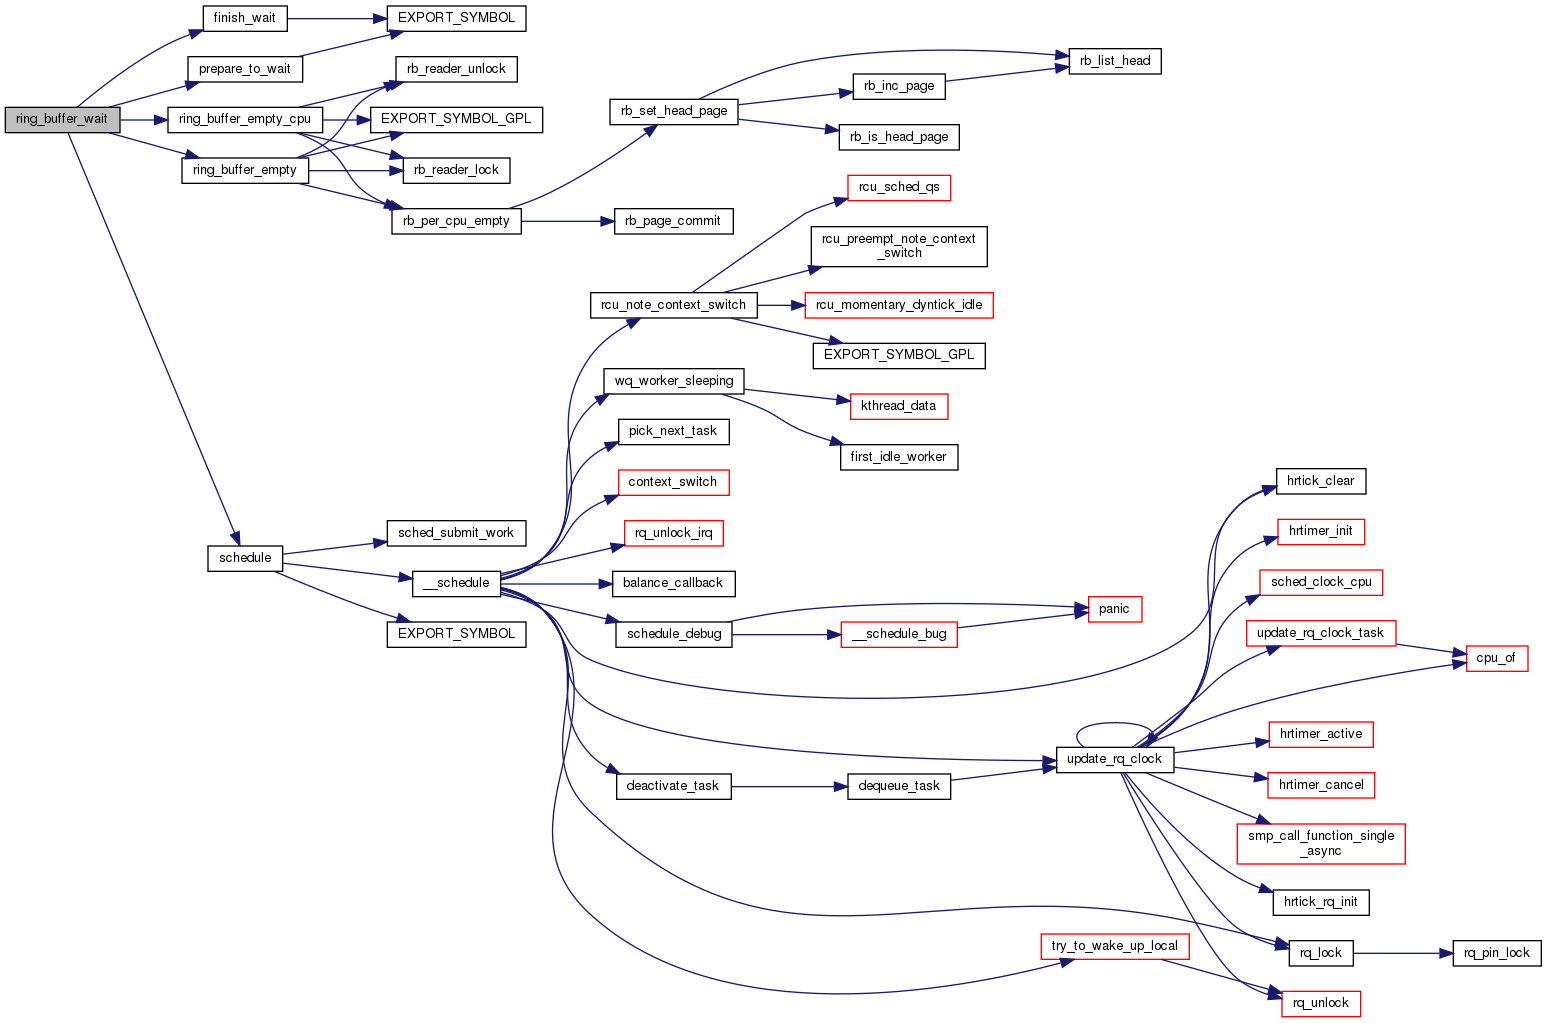 ring_buffer_wait
finish_wait
prepare_to_wait
ring_buffer_empty_cpu
ring_buffer_empty
schedule
EXPORT_SYMBOL
rb_reader_unlock
EXPORT_SYMBOL_GPL
rb_reader_lock
rb_per_cpu_empty
sched_submit_work
__schedule
EXPORT_SYMBOL
rb_set_head_page
rb_page_commit
rcu_note_context_switch
wq_worker_sleeping
pick_next_task
context_switch
rq_unlock_irq
balance_callback
schedule_debug
deactivate_task
rb_inc_page
rb_is_head_page
rcu_sched_qs
rcu_preempt_note_context
_switch
rcu_momentary_dyntick_idle
EXPORT_SYMBOL_GPL
kthread_data
first_idle_worker
__schedule_bug
dequeue_task
rb_list_head
panic
update_rq_clock
try_to_wake_up_local
hrtick_clear
hrtimer_init
sched_clock_cpu
update_rq_clock_task
hrtimer_active
hrtimer_cancel
smp_call_function_single
_async
hrtick_rq_init
rq_lock
rq_unlock
cpu_of
rq_pin_lock